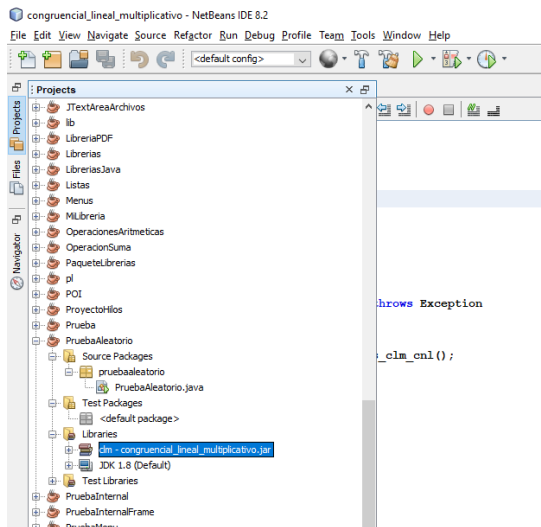 congruencial_lineal_multiplicativo - NetBeans IDE 8.2
File Edit View Navigate Source Refactor Run Debug Profile Team Tools Window Help
<default config>
Projects
Projects
Files
Navigator
JTextAreaArchivos
lib
LibreriaPDF
Librerias
LibreriasJava
Listas
Menus
MiLibreria
OperacionesAritmeticas
OperacionSuma
PaqueteLibrerias
pl
POI
ProyectoHilos
Prueba
PruebaAleatorio
Source Packages
pruebaaleatorio
PruebaAleatorio.java
Test Packages
<default package>
Libraries
clm - congruencial_lineal_multiplicativo.jar
JDK 1.8 (Default)
Test Libraries
PruebaInternal
PruebaInternalFrame
PruebaMenu
hrows Exception
_clm_cnl();